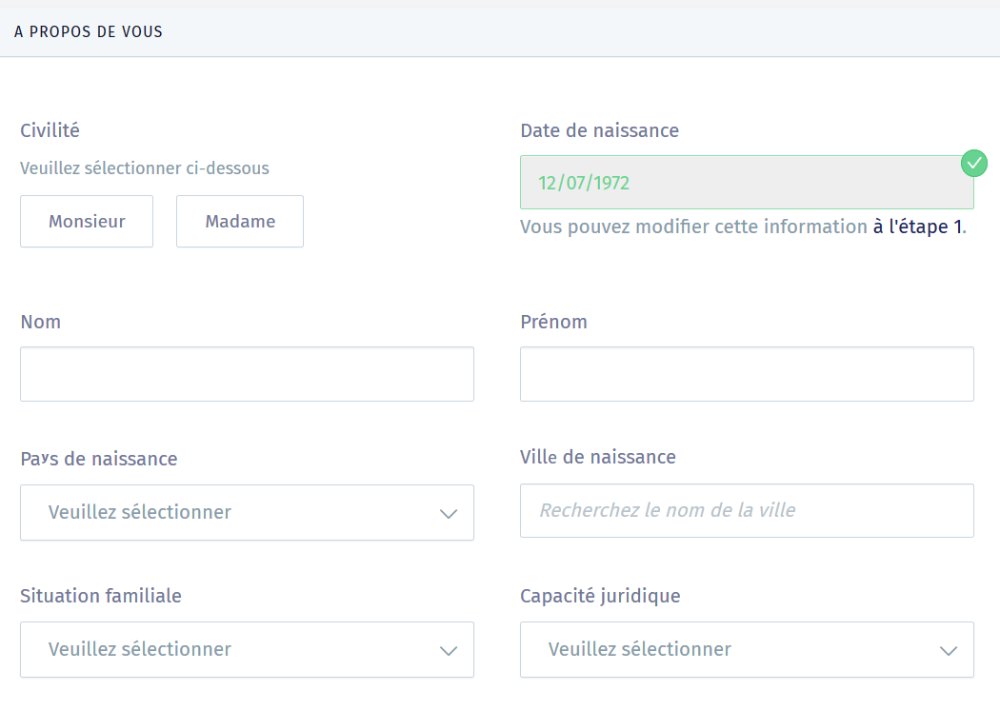 A PROPOS DE VOUS
Civilité
Veuillez sélectionner ci-dessous
Monsieur
Madame
Date de naissance
12/07/1972
Vous pouvez modifier cette information à l'étape 1.
Nom
Prénom
Pays de naissance
Veuillez sélectionner
Ville de naissance
Recherchez le nom de la ville
Situation familiale
Veuillez sélectionner
Capacité juridique
Veuillez sélectionner